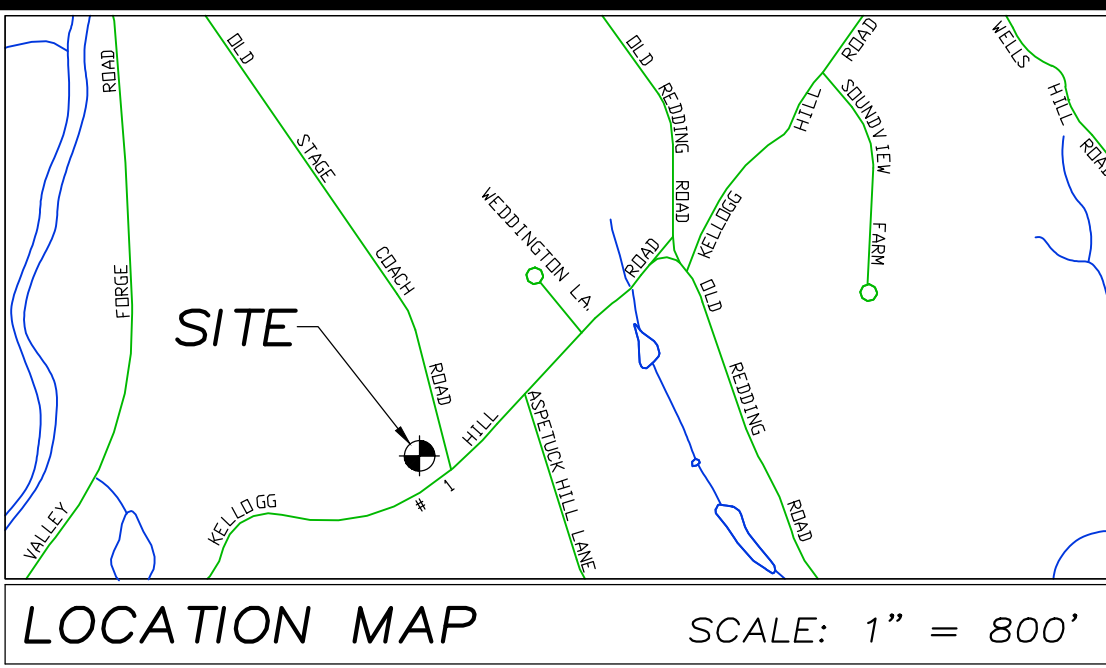 VALLEY FORGE ROAD
OLD STAGE COACH ROAD
OLD REDDING ROAD
KELLOGG HILL ROAD
SOUNDVIEW FARM
WELLS HILL ROAD
WEDDINGTON LA.
KELLOGG HILL ROAD
# 1
ASPETUCK HILL LANE
OLD REDDING ROAD
SITE
LOCATION MAP
SCALE: 1" = 800'